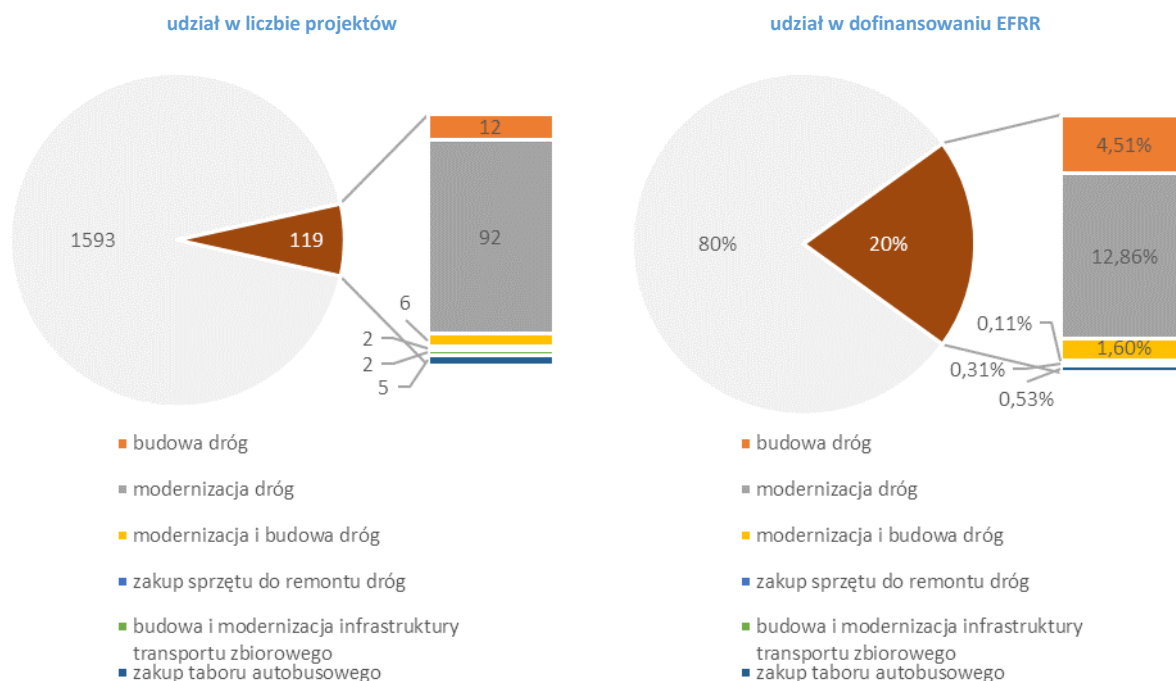 udział w liczbie projektów
1593
119
12
92
6
2
2
5
budowa dróg
modernizacja dróg
modernizacja i budowa dróg
zakup sprzętu do remontu dróg
budowa i modernizacja infrastruktury
transportu zbiorowego
zakup taboru autobusowego
udział w dofinansowaniu EFRR
80%
20%
4,51%
12,86%
0,11%
1,60%
0,31%
0,53%
budowa dróg
modernizacja dróg
modernizacja i budowa dróg
zakup sprzętu do remontu dróg
budowa i modernizacja infrastruktury
transportu zbiorowego
zakup taboru autobusowego